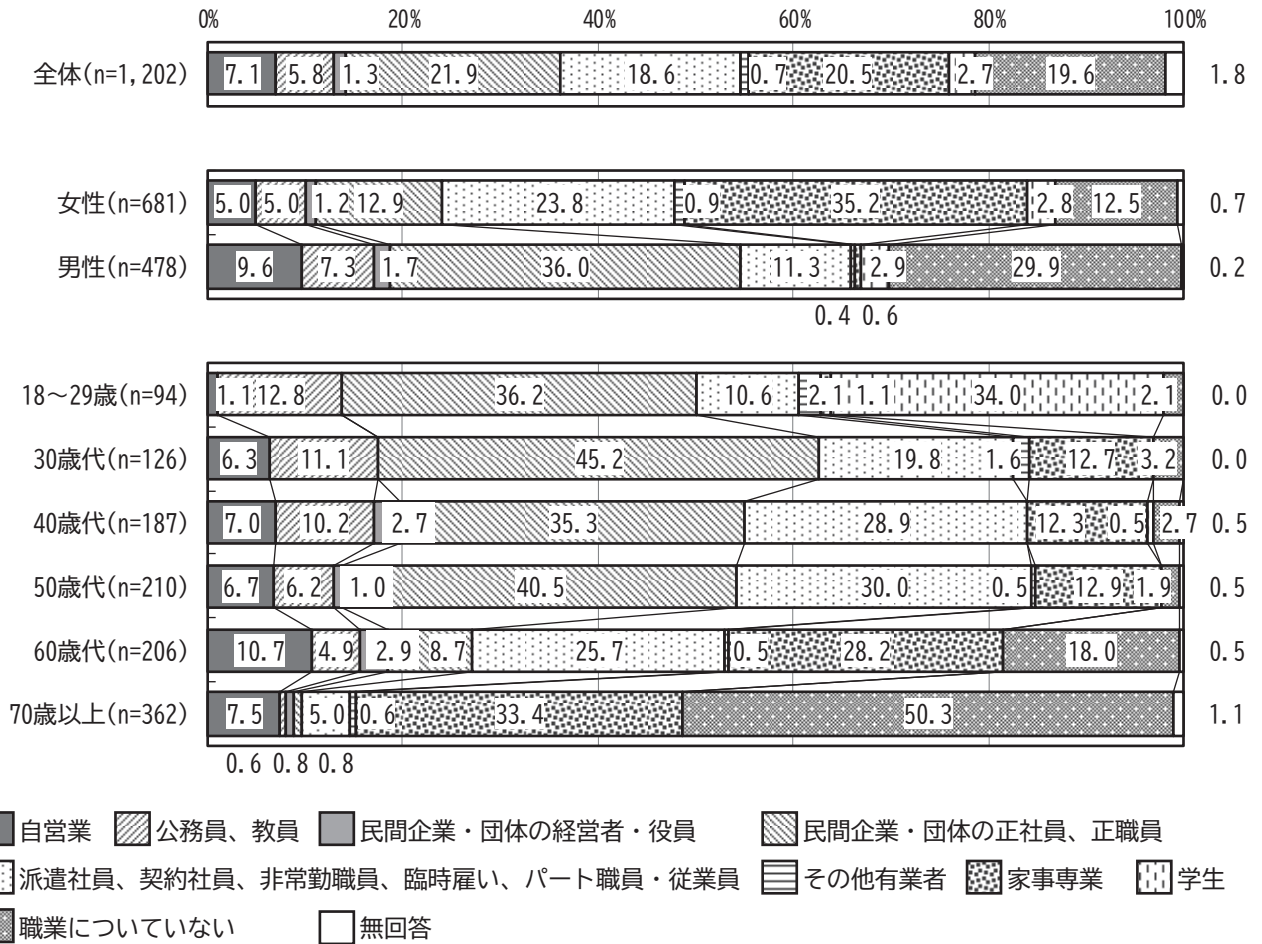 0% 20% 40% 60% 80% 100%
全体(n=1,202) 7.1 5.8 1.3 21.9 18.6 0.7 20.5 2.7 19.6 1.8
女性(n=681) 5.0 5.0 1.2 12.9 23.8 0.9 35.2 2.8 12.5 0.7
男性(n=478) 9.6 7.3 1.7 36.0 11.3 2.9 29.9 0.2
0.4 0.6
18～29歳(n=94) 1.1 12.8 36.2 10.6 2.1 1.1 34.0 2.1 0.0
30歳代(n=126) 6.3 11.1 45.2 19.8 1.6 12.7 3.2 0.0
40歳代(n=187) 7.0 10.2 2.7 35.3 28.9 12.3 0.5 2.7 0.5
50歳代(n=210) 6.7 6.2 1.0 40.5 30.0 0.5 12.9 1.9 0.5
60歳代(n=206) 10.7 4.9 2.9 8.7 25.7 0.5 28.2 18.0 0.5
70歳以上(n=362) 7.5 5.0 0.6 33.4 50.3 1.1
0.6 0.8 0.8
自営業 公務員、教員 民間企業・団体の経営者・役員 民間企業・団体の正社員、正職員
派遣社員、契約社員、非常勤職員、臨時雇い、パート職員・従業員 その他有業者 家事専業 学生
職業についていない 無回答